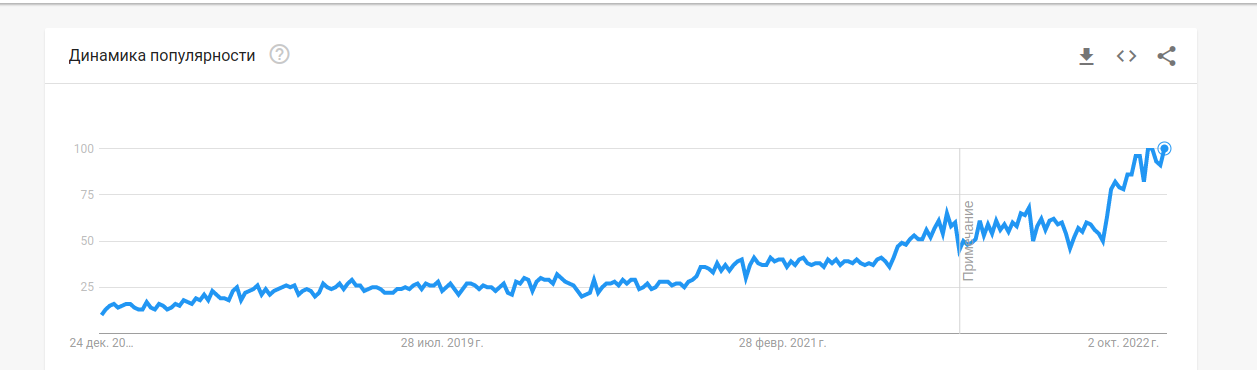 Динамика популярности ?
100
75
50
25
Примечание
24 дек. 20...
28 июл. 2019 г.
28 февр. 2021 г.
2 окт. 2022 г.